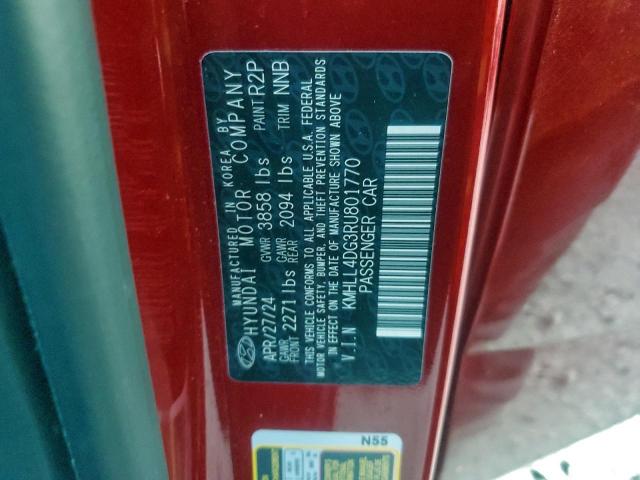 MANUFACTURED IN KOREA BY
HYUNDAI MOTOR COMPANY
APR/27/24 GVWR 3858 lbs PAINT R2P
GAWR FRONT 2271 lbs GAWR REAR 2094 lbs TRIM NNB
THIS VEHICLE CONFORMS TO ALL APPLICABLE U.S.A. FEDERAL
MOTOR VEHICLE SAFETY, BUMPER, AND THEFT PREVENTION STANDARDS
IN EFFECT ON THE DATE OF MANUFACTURE SHOWN ABOVE
V.I.N KMHLL4DG3RU801770
PASSENGER CAR
N55